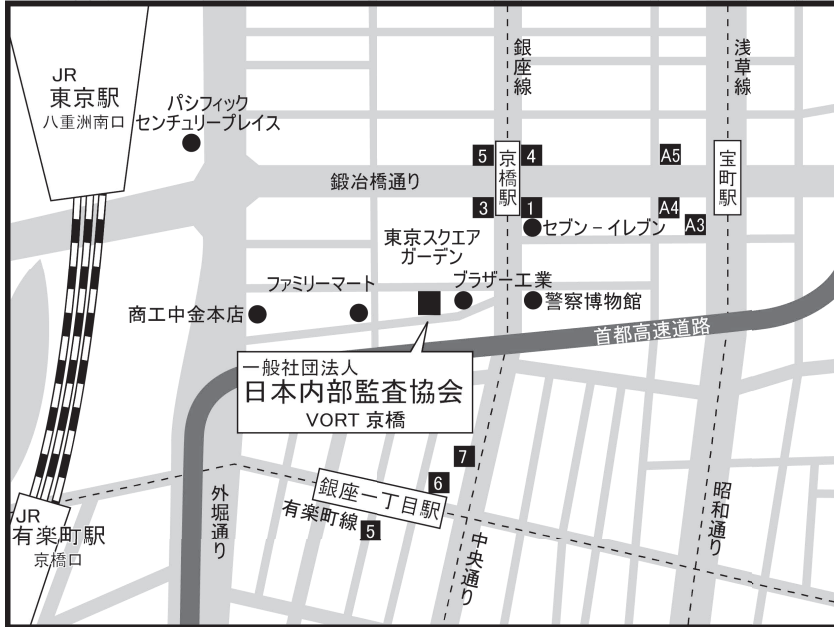 JR
東京駅
八重洲南口
パシフィック
センチュリープレイス
銀座線
浅草線
5
京橋駅
4
A5
宝町駅
鍛冶橋通り
3
1
A4
A3
セブン－イレブン
東京スクエア
ガーデン
ファミリーマート
ブラザー工業
商工中金本店
警察博物館
首都高速道路
一般社団法人
日本内部監査協会
VORT 京橋
7
6
銀座一丁目駅
有楽町線
5
外堀通り
中央通り
昭和通り
JR
有楽町駅
京橋口